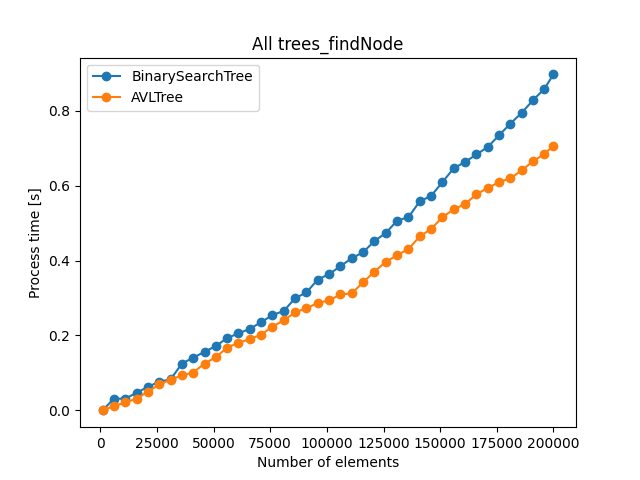 All trees_findNode
BinarySearchTree
AVLTree
Process time [s]
0.8
0.6
0.4
0.2
0.0
0 25000 50000 75000 100000 125000 150000 175000 200000
Number of elements